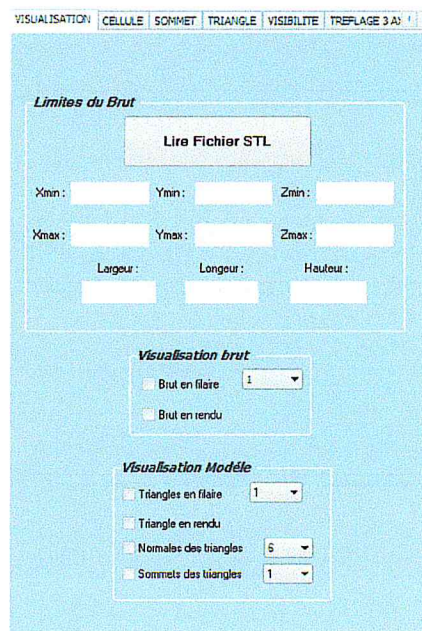 VISUALISATION CELLULE SOMMET TRIANGLE VISIBILITE TREFLAGE 3 AX
Limites du Brut
Lire Fichier STL
Xmin : Ymin : Zmin :
Xmax : Ymax : Zmax :
Largeur : Longeur : Hauteur :
Visualisation brut
Brut en filaire 1
Brut en rendu
Visualisation Modéle
Triangles en filaire 1
Triangle en rendu
Normales des triangles 6
Sommets des triangles 1